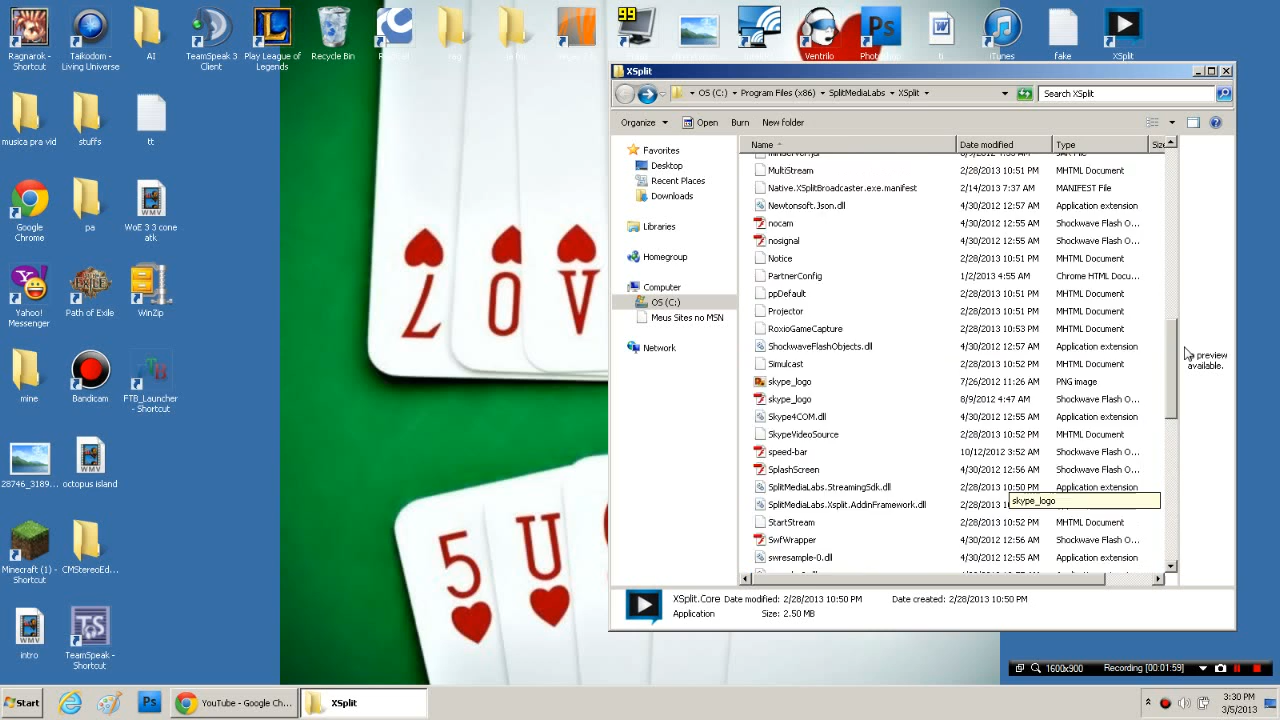 Ragnarok - Shortcut
Talkodom - Living Universe
AI
TeamSpeak 3 Client
Play League of Legends
Recycle Bin
99
Ventrilo
Photoshop
iTunes
fake
XSplit
musica pra vid
stuffs
tt
Google Chrome
pa
WoE 3 3 cone atk
Yahoo! Messenger
Path of Exile
WinZip
mine
Bandicam
FTB_Launcher - Shortcut
28746_3189...
octopus island
Minecraft (1) - Shortcut
CMStereoEd...
intro
TeamSpeak - Shortcut
LOV
5U
XSplit
OS (C:) Program Files (x86) SplitMediaLabs XSplit
Search XSplit
Organize Open Burn New folder
Favorites
Desktop
Recent Places
Downloads
Libraries
Homegroup
Computer
OS (C:)
Meus Sites no MSN
Network
Name Date modified Type Siz
MultiStream 2/28/2013 10:51 PM MHTML Document
Native.XSplitBroadcaster.exe.manifest 2/14/2013 7:37 AM MANIFEST File
Newtonsoft.Json.dll 4/30/2012 12:57 AM Application extension
nocam 4/30/2012 12:55 AM Shockwave Flash O...
nosignal 4/30/2012 12:55 AM Shockwave Flash O...
Notice 2/28/2013 10:51 PM MHTML Document
PartnerConfig 1/2/2013 4:55 AM Chrome HTML Docu...
ppDefault 2/28/2013 10:51 PM MHTML Document
Projector 2/28/2013 10:51 PM MHTML Document
RoxioGameCapture 2/28/2013 10:53 PM MHTML Document
ShockwaveFlashObjects.dll 4/30/2012 12:57 AM Application extension
Simulcast 2/28/2013 10:52 PM MHTML Document
skype_logo 7/26/2012 11:26 AM PNG image
skype_logo 8/9/2012 4:47 AM Shockwave Flash O...
Skype4COM.dll 4/30/2012 12:55 AM Application extension
SkypeVideoSource 2/28/2013 10:52 PM MHTML Document
speed-bar 10/12/2012 3:52 AM Shockwave Flash O...
SplashScreen 4/30/2012 12:56 AM Shockwave Flash O...
SplitMediaLabs.StreamingSdk.dll 2/28/2013 10:50 PM Application extension
SplitMediaLabs.Xsplit.AddinFramework.dll 2/28/2013
skype_logo
StartStream 2/28/2013 10:52 PM MHTML Document
SwfWrapper 4/30/2012 12:56 AM Shockwave Flash O...
swresample-0.dll 4/30/2012 12:55 AM Application extension
preview available.
XSplit.Core Date modified: 2/28/2013 10:50 PM Date created: 2/28/2013 10:50 PM
Application Size: 2.50 MB
1600x900 Recording [00:01:59]
Start
Ps
YouTube - Google Ch...
XSplit
3:30 PM
3/5/2013